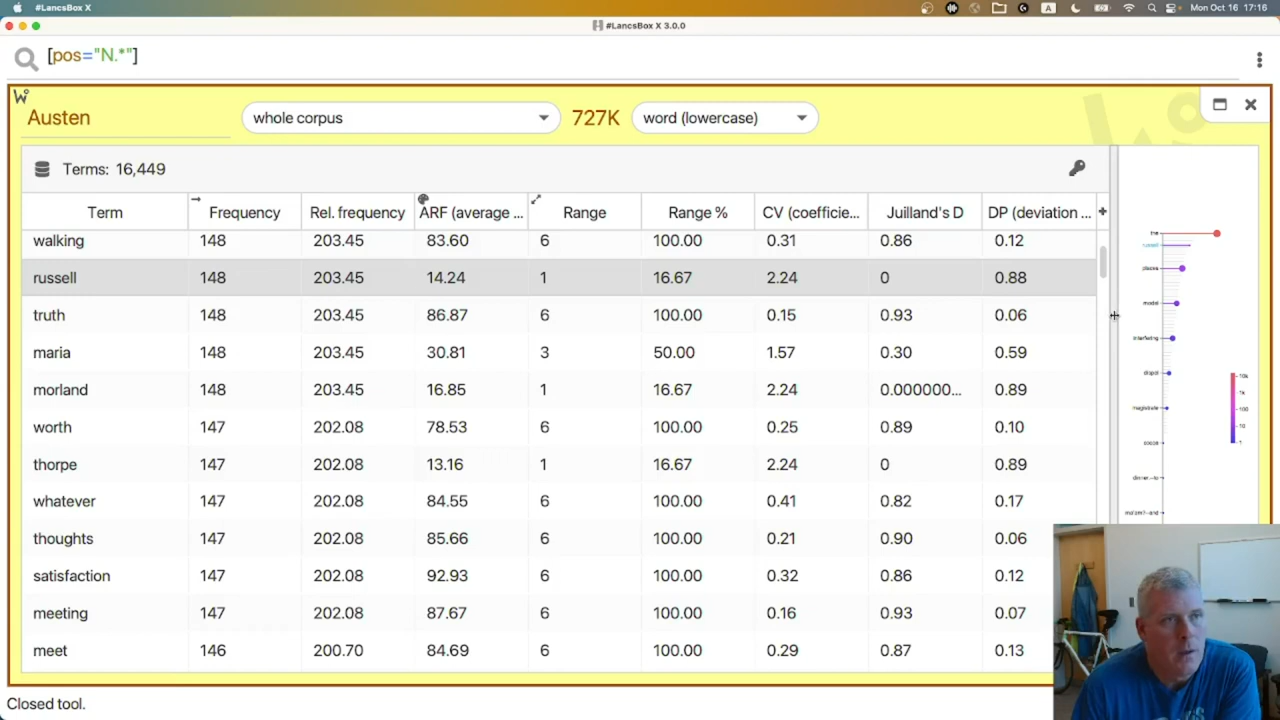 #LancsBox X
A
Mon Oct 16 17:16
#LancsBox X 3.0.0
[pos="N.*"]
Austen
whole corpus
727K
word (lowercase)
Terms: 16,449
Term Frequency Rel. frequency ARF (average ... Range Range % CV (coefficie... Juilland's D DP (deviation ...
walking 148 203.45 83.60 6 100.00 0.31 0.86 0.12
russell 148 203.45 14.24 1 16.67 2.24 0 0.88
truth 148 203.45 86.87 6 100.00 0.15 0.93 0.06
maria 148 203.45 30.81 3 50.00 1.57 0.30 0.59
morland 148 203.45 16.85 1 16.67 2.24 0.000000... 0.89
worth 147 202.08 78.53 6 100.00 0.25 0.89 0.10
thorpe 147 202.08 13.16 1 16.67 2.24 0 0.89
whatever 147 202.08 84.55 6 100.00 0.41 0.82 0.17
thoughts 147 202.08 85.66 6 100.00 0.21 0.90 0.06
satisfaction 147 202.08 92.93 6 100.00 0.32 0.86 0.12
meeting 147 202.08 87.67 6 100.00 0.16 0.93 0.07
meet 146 200.70 84.69 6 100.00 0.29 0.87 0.13
the
russell
model
interfering
magistrate
10k
1k
100
10
1
Closed tool.